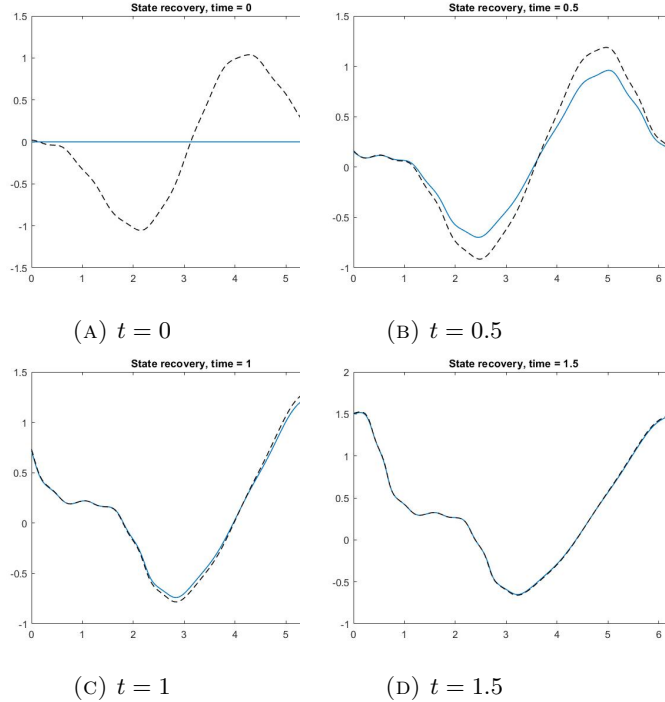 State recovery, time = 0
1.5
1
0.5
0
-0.5
-1
-1.5
0 1 2 3 4 5
(A) t = 0
State recovery, time = 0.5
1.5
1
0.5
0
-0.5
-1
0 1 2 3 4 5 6
(B) t = 0.5
State recovery, time = 1
1.5
1
0.5
0
-0.5
-1
0 1 2 3 4 5
(C) t = 1
State recovery, time = 1.5
2
1.5
1
0.5
0
-0.5
-1
0 1 2 3 4 5 6
(D) t = 1.5